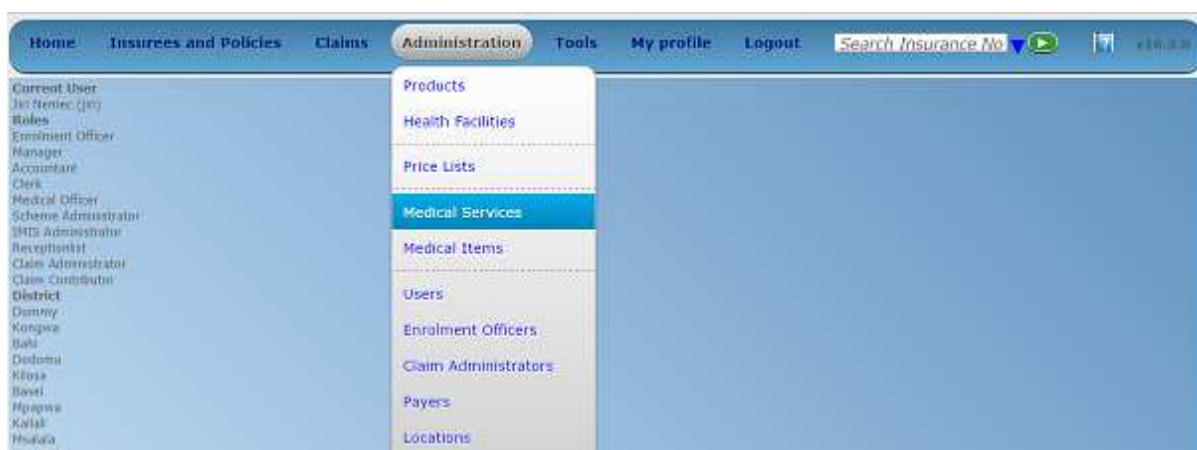 Home Insurees and Policies Claims Administration Tools My profile Logout Search Insurance No
Current User
Jiri Nemec (jiri)
Roles
Enrolment Officer
Manager
Accountant
Clerk
Medical Officer
Scheme Administrator
IMIS Administrator
Receptionist
Claim Administrator
Claim Contributor
District
Dummy
Kongwa
Bahi
Dodoma
Kilosa
Basel
Mpapwa
Kaliali
Msalala
Products
Health Facilities
Price Lists
Medical Services
Medical Items
Users
Enrolment Officers
Claim Administrators
Payers
Locations